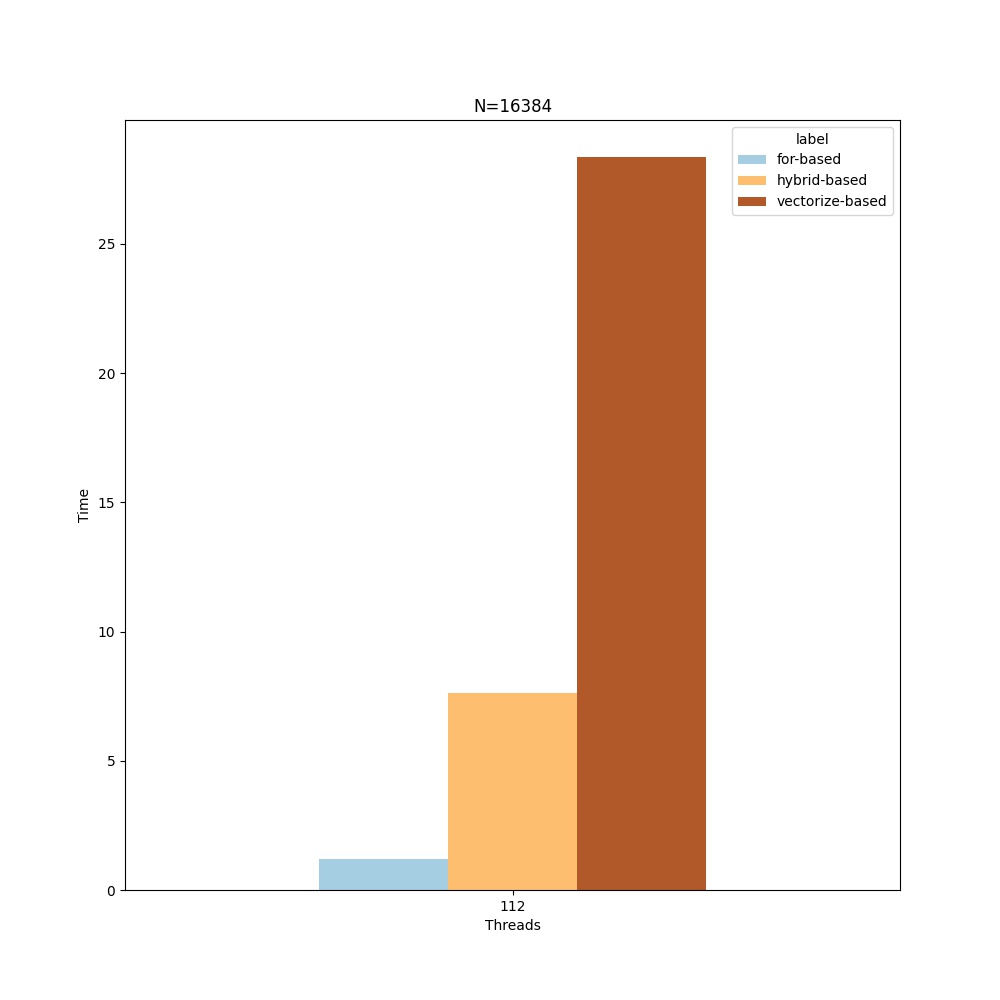 N=16384
label
for-based
hybrid-based
vectorize-based
25
20
15
10
5
0
Time
112
Threads